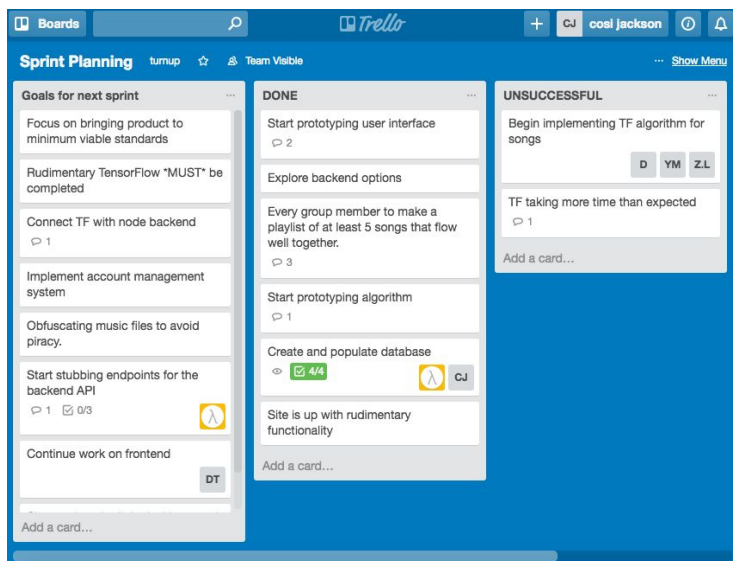 Boards
Trello
+
CJ cosi jackson
Sprint Planning turnup Team Visible
... Show Menu
Goals for next sprint ...
Focus on bringing product to
minimum viable standards
Rudimentary TensorFlow *MUST* be
completed
Connect TF with node backend
1
Implement account management
system
Obfuscating music files to avoid
piracy.
Start stubbing endpoints for the
backend API
1 0/3
λ
Continue work on frontend
DT
Add a card...
DONE ...
Start prototyping user interface
2
Explore backend options
Every group member to make a
playlist of at least 5 songs that flow
well together.
3
Start prototyping algorithm
1
Create and populate database
4/4
λ CJ
Site is up with rudimentary
functionality
Add a card...
UNSUCCESSFUL ...
Begin implementing TF algorithm for
songs
D YM Z.L
TF taking more time than expected
1
Add a card...